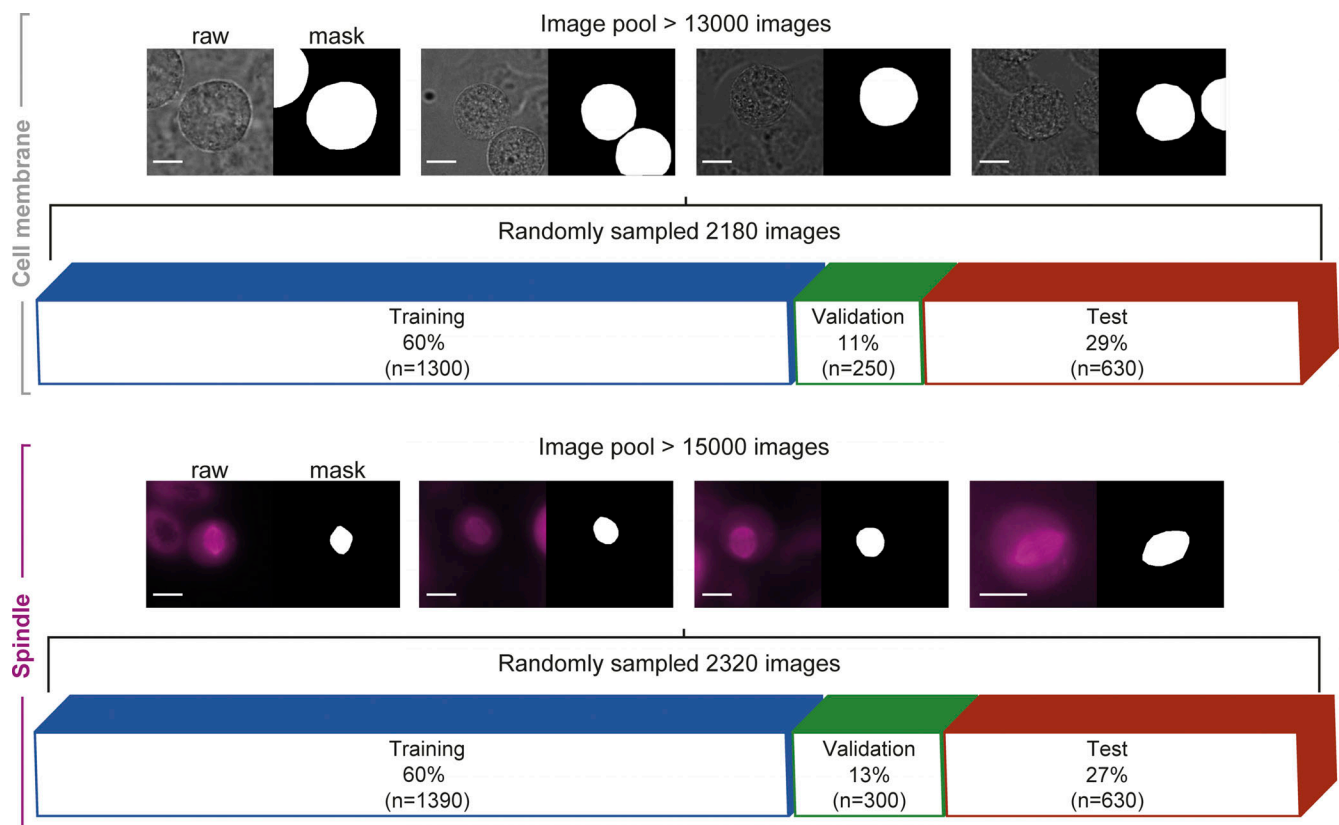 Cell membrane
Image pool > 13000 images
raw
mask
Randomly sampled 2180 images
Training
60%
(n=1300)
Validation
11%
(n=250)
Test
29%
(n=630)
Spindle
Image pool > 15000 images
raw
mask
Randomly sampled 2320 images
Training
60%
(n=1390)
Validation
13%
(n=300)
Test
27%
(n=630)